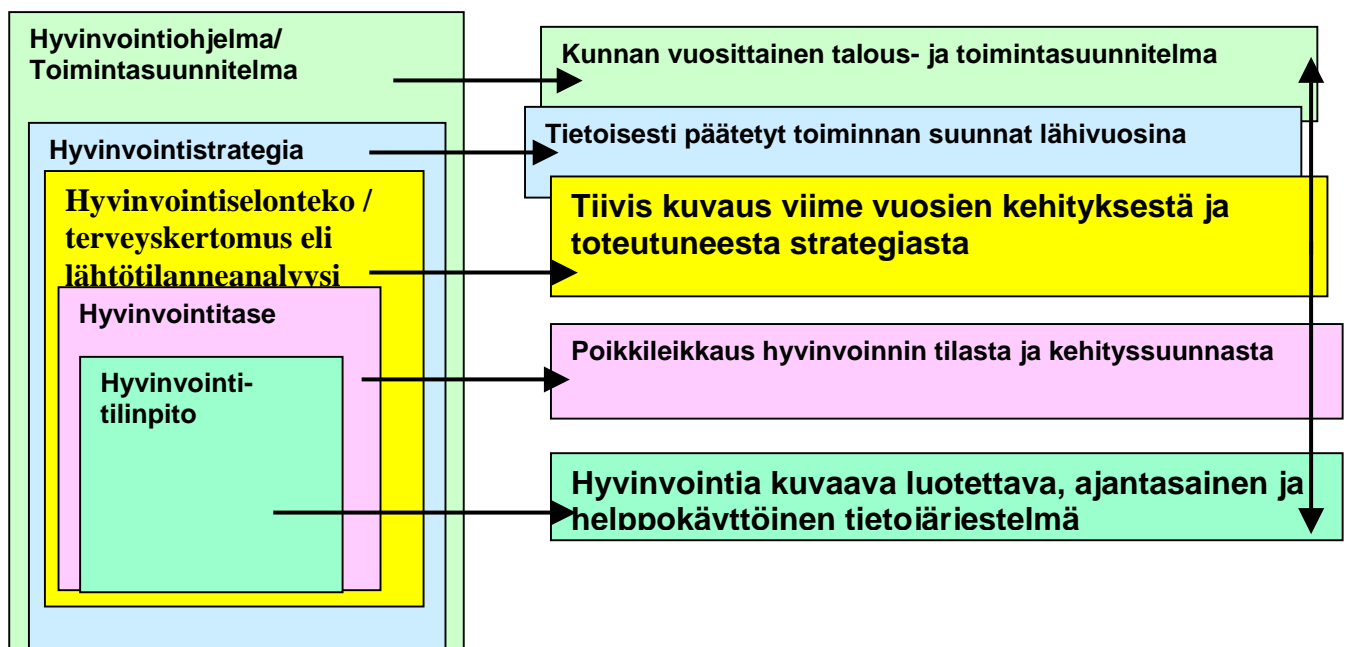 Hyvinvointiohjelma/
Toimintasuunnitelma
Kunnan vuosittainen talous- ja toimintasuunnitelma
Hyvinvointistrategia
Tietoisesti päätetyt toiminnan suunnat lähivuosina
Hyvinvointiselonteko /
terveyskertomus eli
lähtötilanneanalyysi
Tiivis kuvaus viime vuosien kehityksestä ja
toteutuneesta strategiasta
Hyvinvointitase
Poikkileikkaus hyvinvoinnin tilasta ja kehityssuunnasta
Hyvinvointi-
tilinpito
Hyvinvointia kuvaava luotettava, ajantasainen ja
helppokäyttöinen tietojärjestelmä